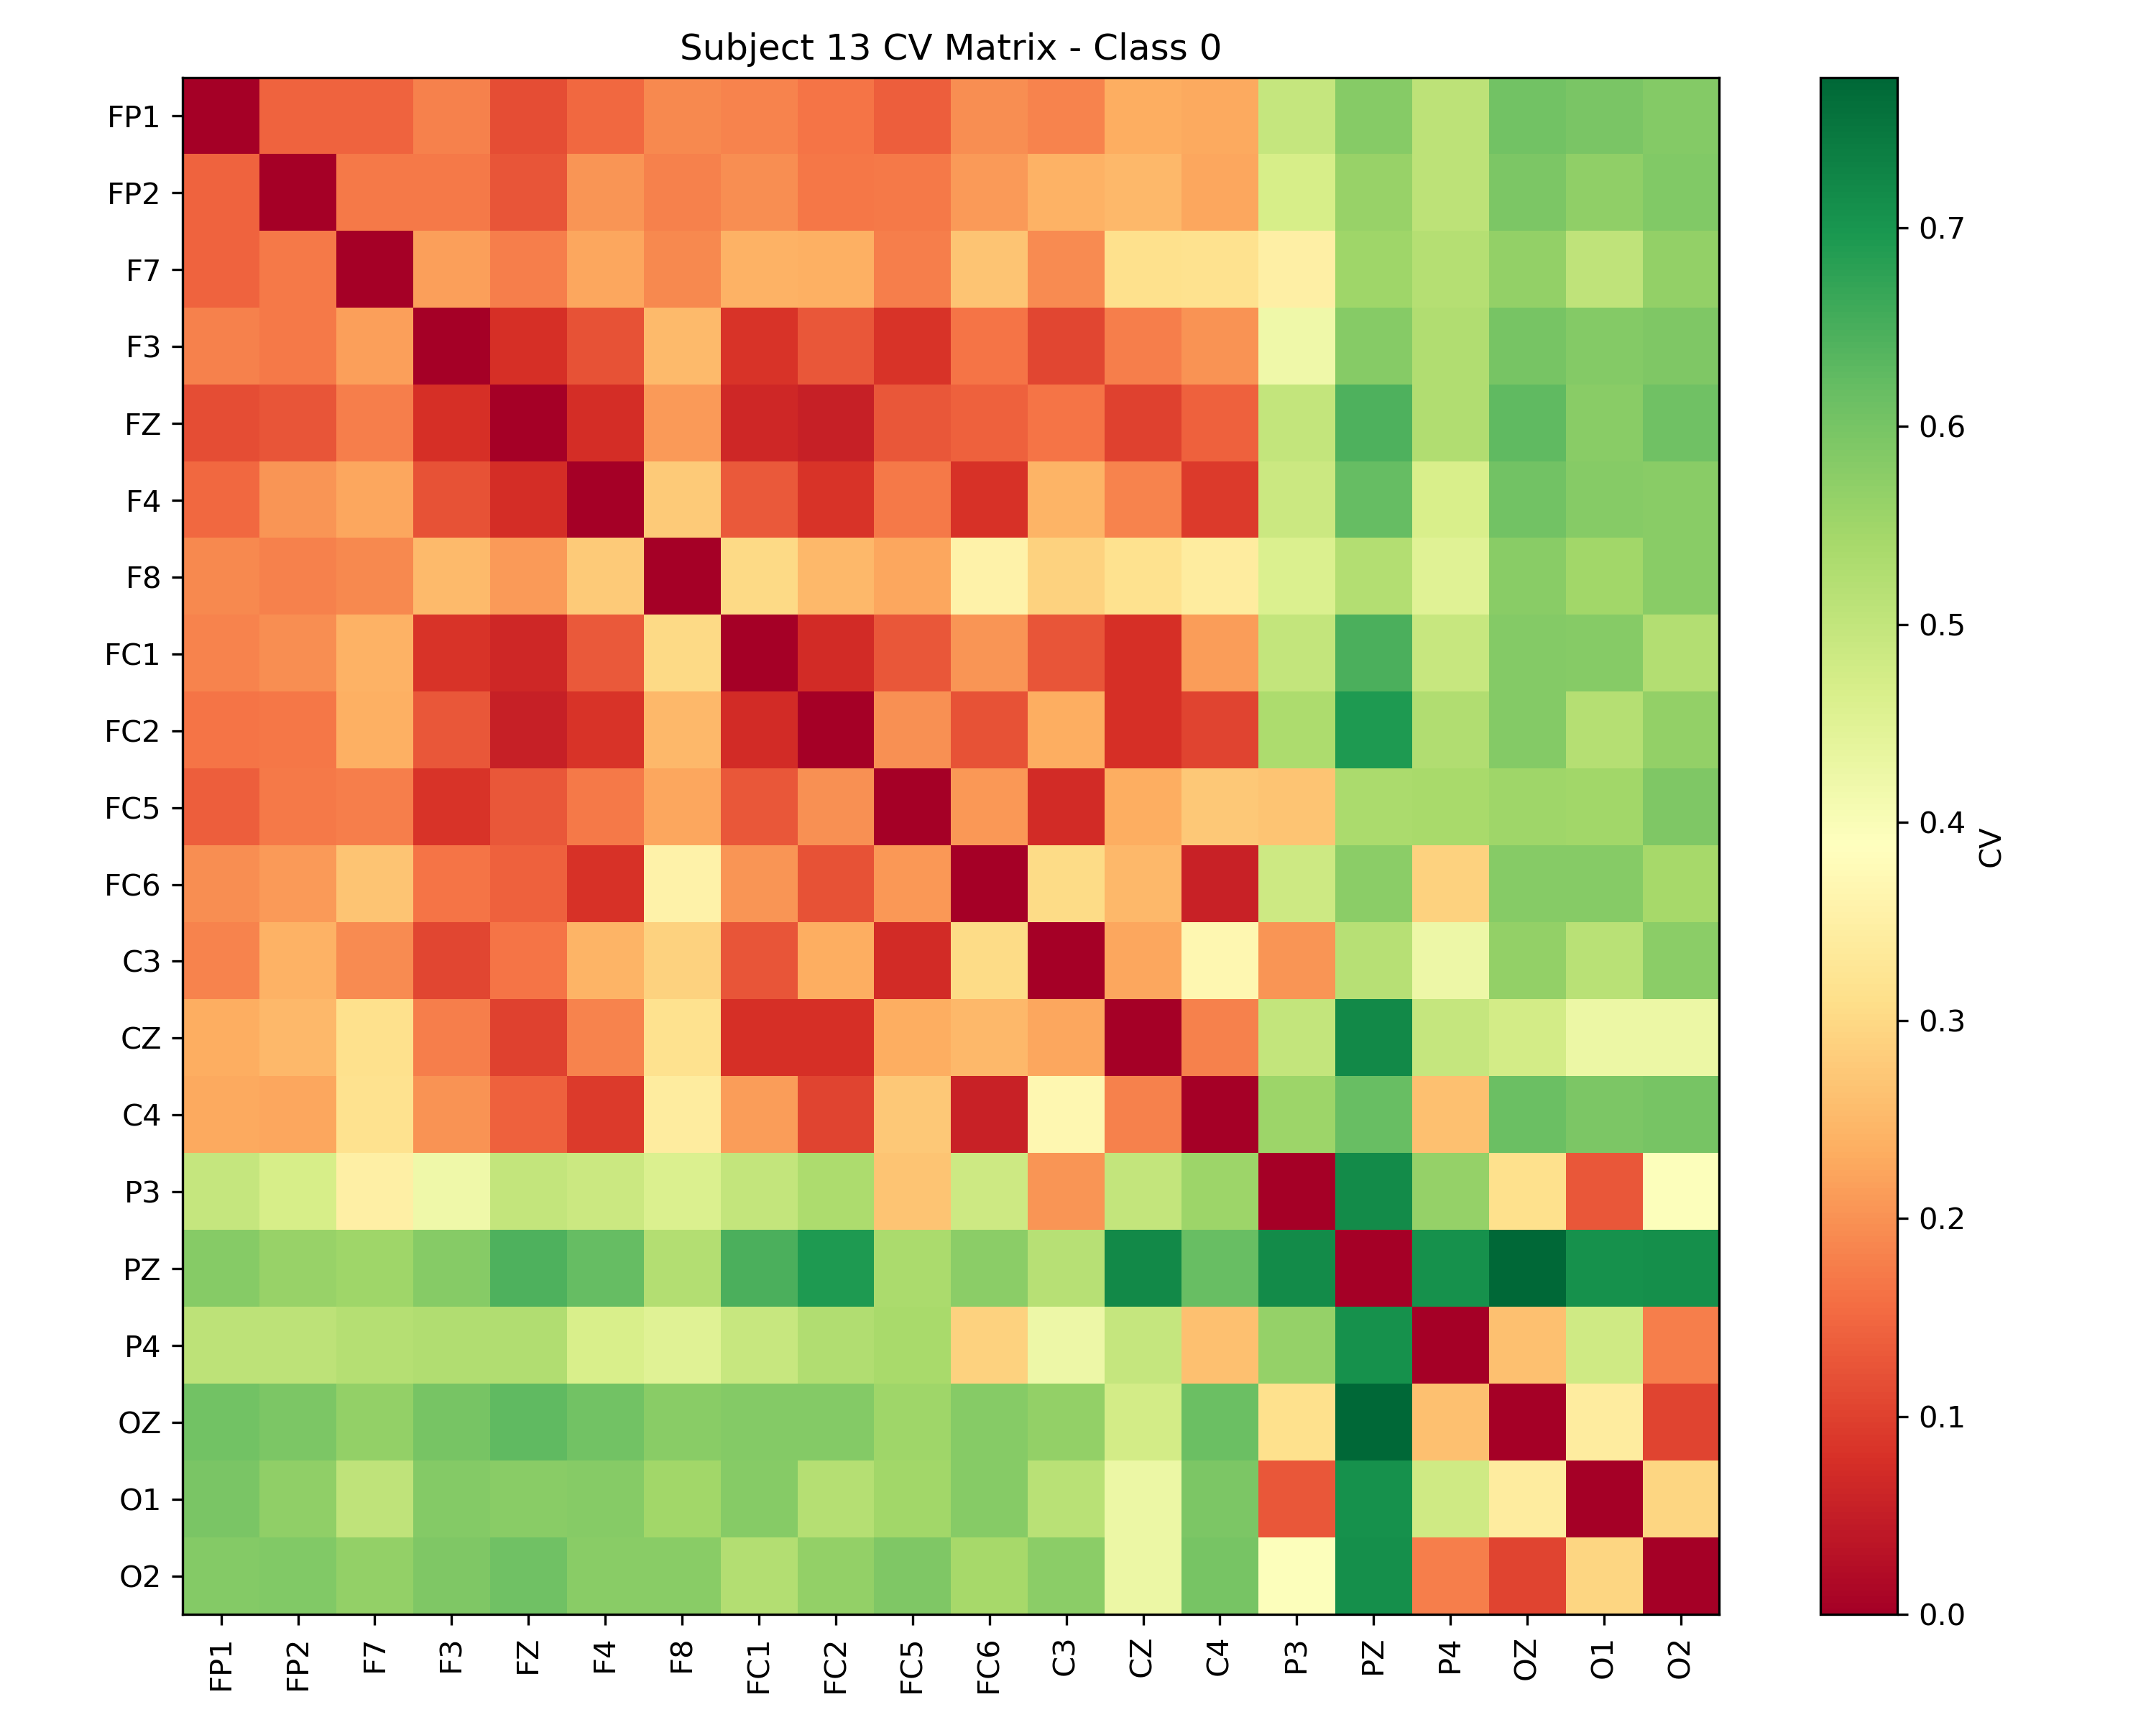 Subject 13 CV Matrix - Class 0
FP1
FP2
F7
F3
FZ
F4
F8
FC1
FC2
FC5
FC6
C3
CZ
C4
P3
PZ
P4
OZ
O1
O2
FP1 FP2 F7 F3 FZ F4 F8 FC1 FC2 FC5 FC6 C3 CZ C4 P3 PZ P4 OZ O1 O2
0.7
0.6
0.5
0.4
0.3
0.2
0.1
0.0
CV